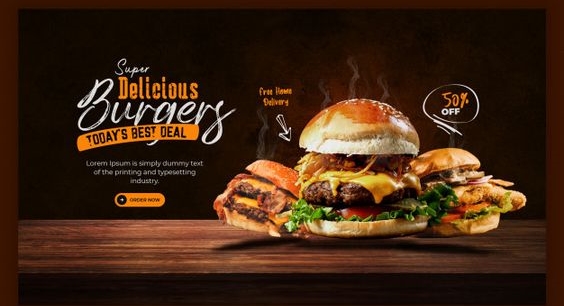 Super
Delicious
Burgers
TODAY'S BEST DEAL
Lorem Ipsum is simply dummy text
of the printing and typesetting
industry.
ORDER NOW
free Home
Delivery
50%
OFF